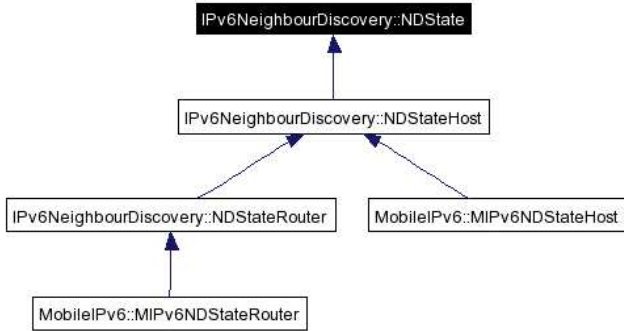 IPv6NeighbourDiscovery::NDState
IPv6NeighbourDiscovery::NDStateHost
IPv6NeighbourDiscovery::NDStateRouter
MobileIPv6::MIPv6NDStateHost
MobileIPv6::MIPv6NDStateRouter